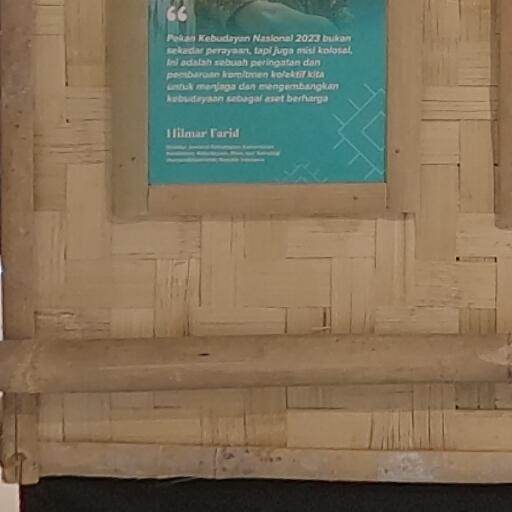 “
Pekan Kebudayaan Nasional 2023 bukan
sekadar perayaan, tapi juga misi kolosal.
Ini adalah sebuah peringatan dan
pembaruan komitmen kolektif kita
untuk menjaga dan mengembangkan
kebudayaan sebagai aset berharga
Hilmar Farid